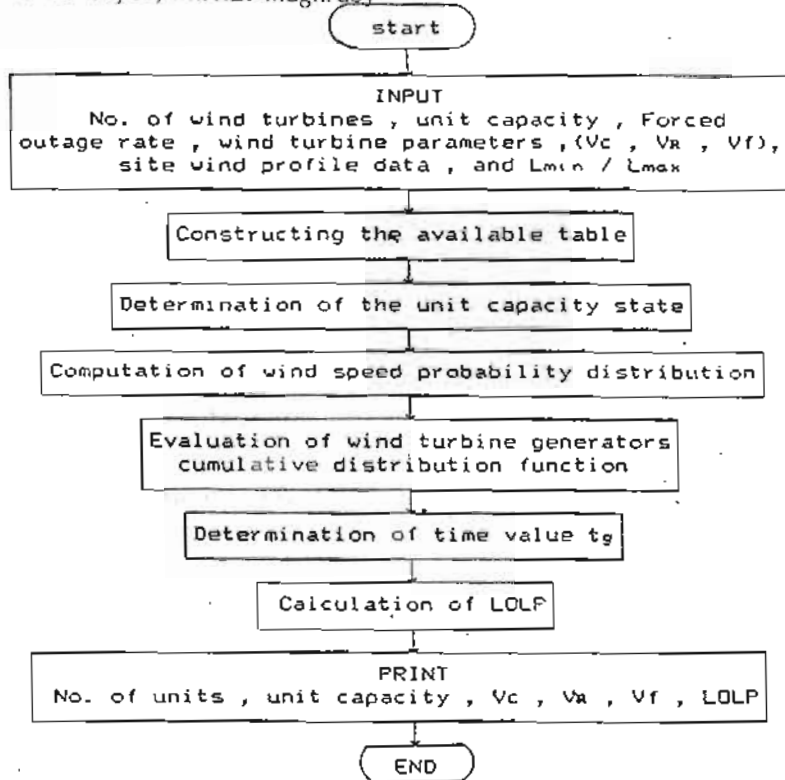 start
INPUT
No. of wind turbines , unit capacity , Forced
outage rate , wind turbine parameters ,(Vc , VR , Vf),
site wind profile data , and Lmin / Lmax
Constructing the available table
Determination of the unit capacity state
Computation of wind speed probability distribution
Evaluation of wind turbine generators
cumulative distribution function
Determination of time value tg
Calculation of LOLP
PRINT
No. of units , unit capacity , Vc , VR , Vf , LOLP
END